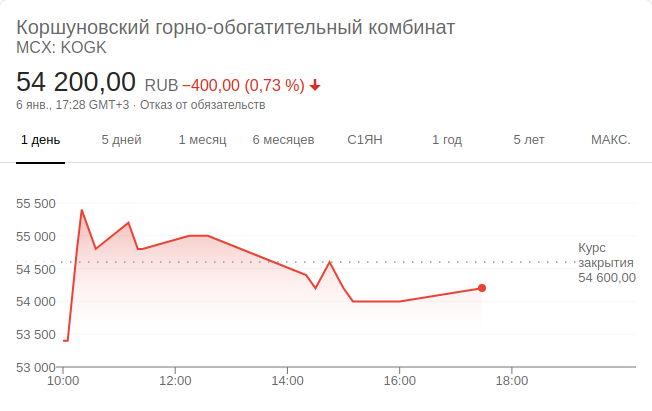 Коршуновский горно-обогатительный комбинат
MCX: KOGK
54 200,00 RUB −400,00 (0,73 %)
6 янв., 17:28 GMT+3 · Отказ от обязательств
1 день 5 дней 1 месяц 6 месяцев С1ЯН 1 год 5 лет МАКС.
55 500
55 000
Курс
54 500 закрытия
54 600,00
54 000
53 500
53 000
10:00 12:00 14:00 16:00 18:00